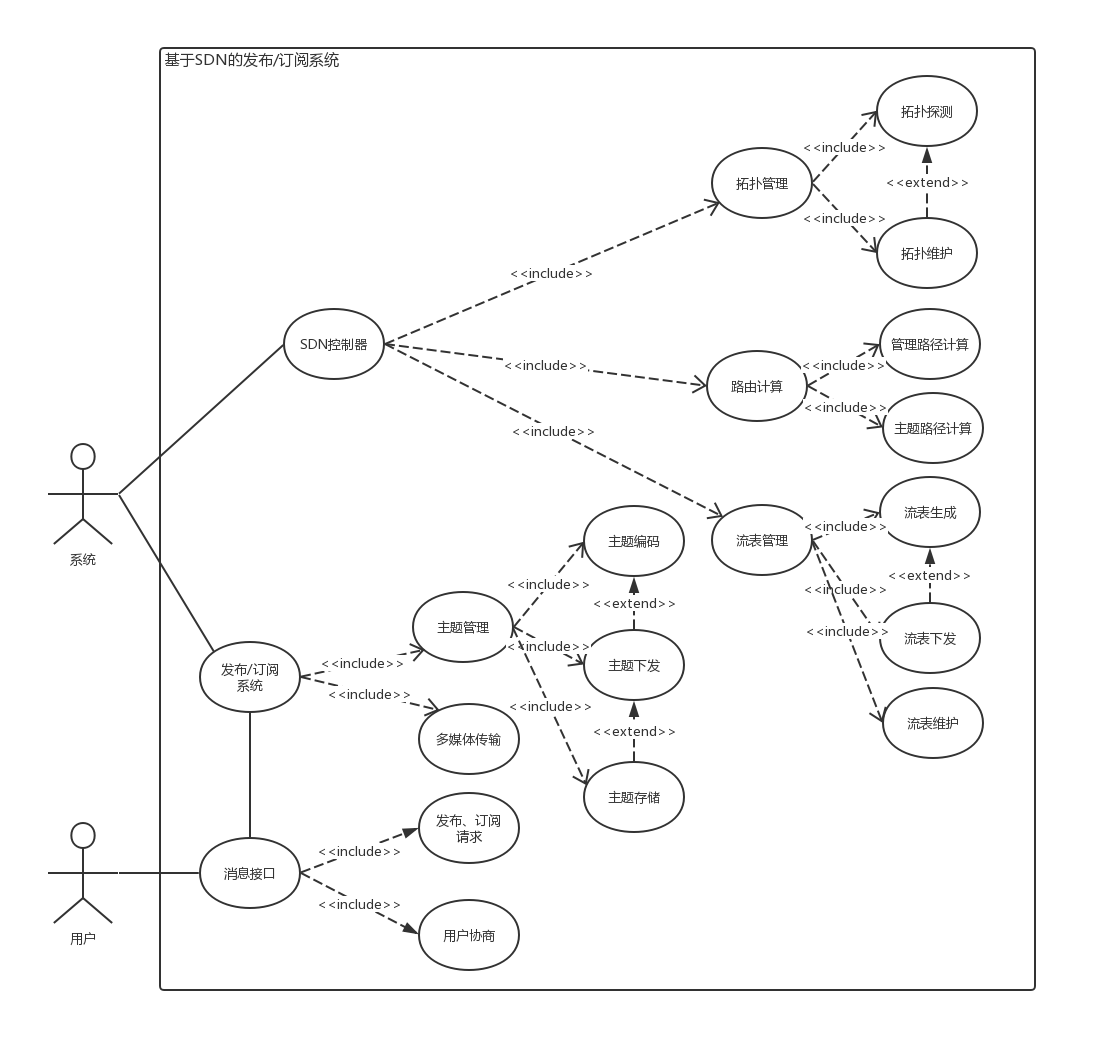 基于SDN的发布/订阅系统
拓扑探测
<<include>>
拓扑管理
<<extend>>
<<include>>
拓扑维护
<<include>>
SDN控制器
管理路径计算
<<include>>
<<include>>
路由计算
<<include>>
主题路径计算
<<include>>
系统
流表生成
<<include>>
流表管理
主题编码
<<extend>>
<<include>>
<<include>>
<<extend>>
主题管理
<<include>>
流表下发
<<include>>
<<include>>
主题下发
发布/订阅
系统
<<include>>
<<include>>
流表维护
<<extend>>
多媒体传输
主题存储
发布、订阅
请求
<<include>>
消息接口
<<include>>
用户
用户协商